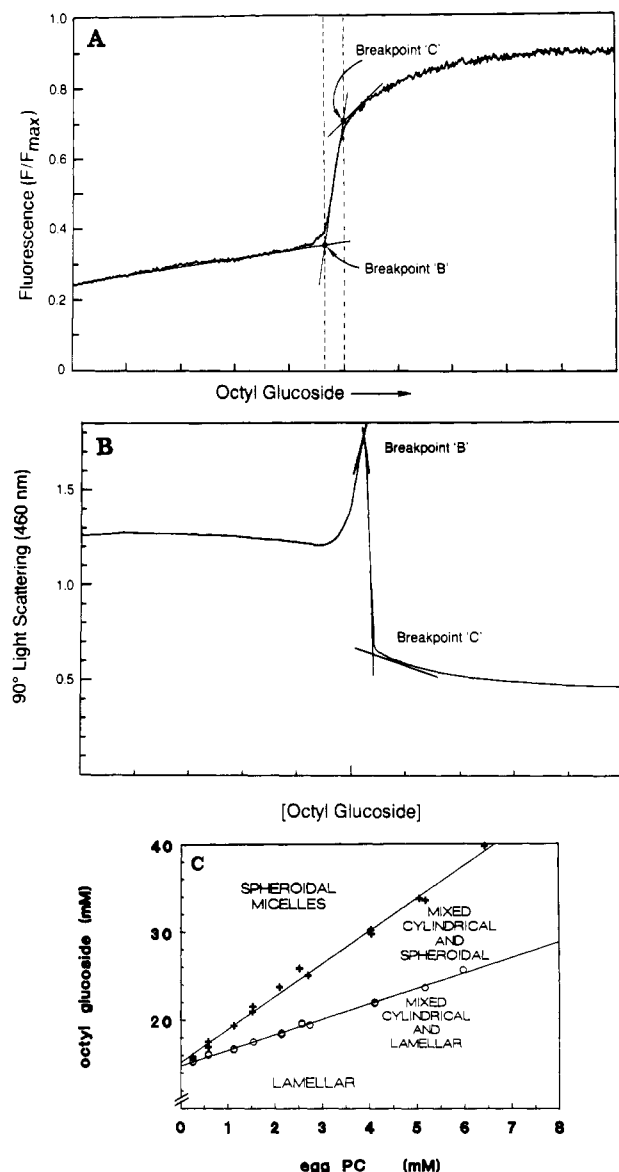 A
1.0
Breakpoint 'C'
0.8
0.6
Fluorescence (F/Fmax)
0.4
Breakpoint 'B'
0.2
0
Octyl Glucoside
B
Breakpoint 'B'
1.5
90° Light Scattering (460 nm)
1.0
Breakpoint 'C'
0.5
[Octyl Glucoside]
C
40
SPHEROIDAL
MICELLES
MIXED
CYLINDRICAL
AND
SPHEROIDAL
octyl glucoside (mM)
30
MIXED
CYLINDRICAL
AND
LAMELLAR
20
LAMELLAR
0 1 2 3 4 5 6 7 8
egg PC (mM)